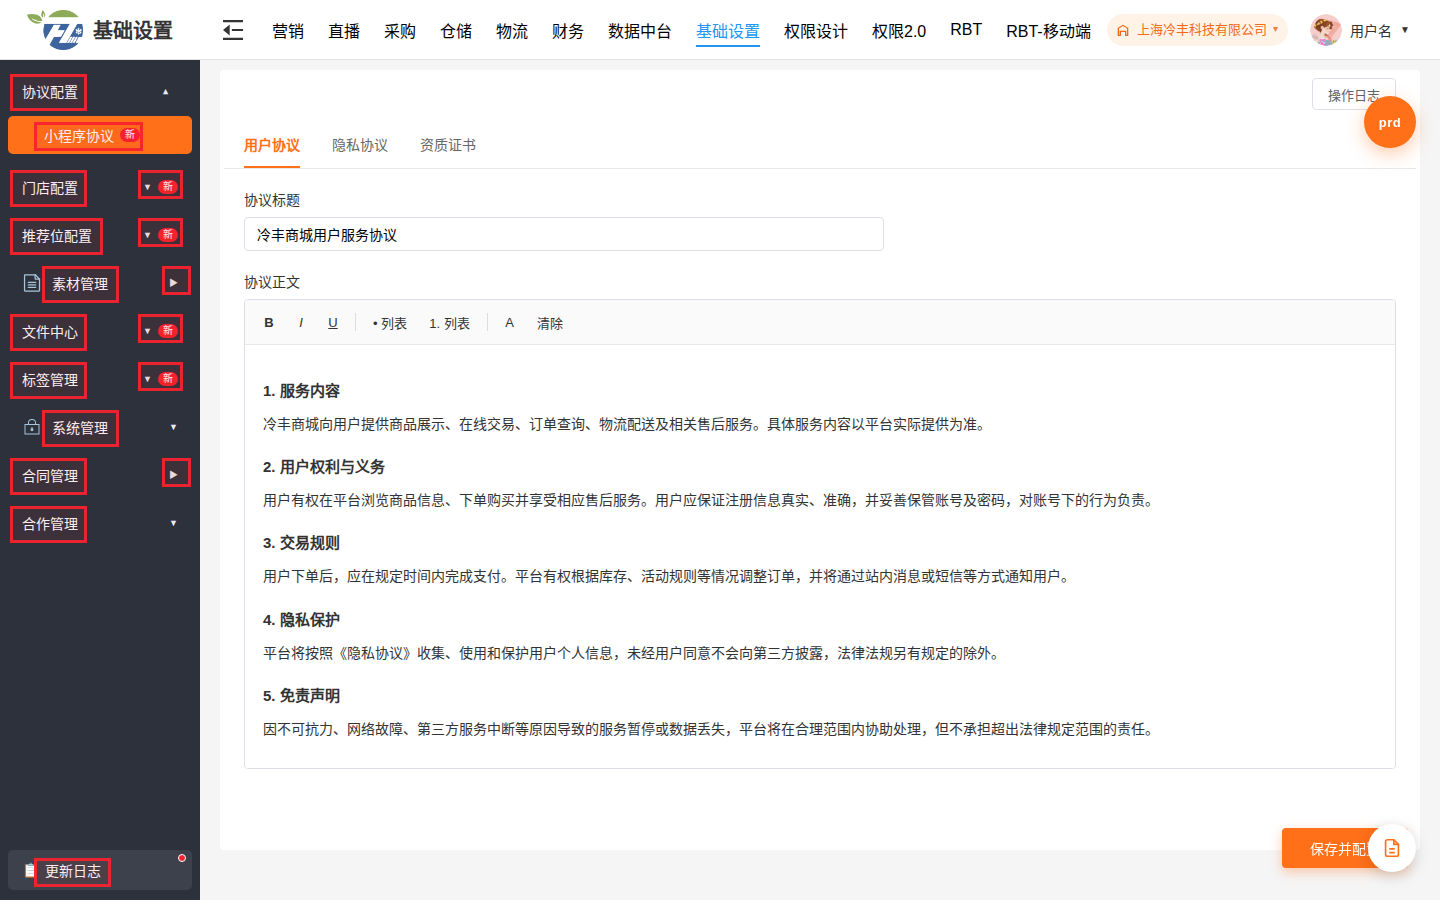 基础设置
营销 直播 采购 仓储 物流 财务 数据中台 基础设置 权限设计 权限2.0 RBT RBT-移动端 上海冷丰科技有限公司 用户名
协议配置
小程序协议 新
门店配置 新
推荐位配置 新
素材管理
文件中心 新
标签管理 新
系统管理
合同管理
合作管理
更新日志
操作日志
prd
用户协议 隐私协议 资质证书
协议标题
冷丰商城用户服务协议
协议正文
B I U • 列表 1. 列表 A 清除
1. 服务内容
冷丰商城向用户提供商品展示、在线交易、订单查询、物流配送及相关售后服务。具体服务内容以平台实际提供为准。
2. 用户权利与义务
用户有权在平台浏览商品信息、下单购买并享受相应售后服务。用户应保证注册信息真实、准确，并妥善保管账号及密码，对账号下的行为负责。
3. 交易规则
用户下单后，应在规定时间内完成支付。平台有权根据库存、活动规则等情况调整订单，并将通过站内消息或短信等方式通知用户。
4. 隐私保护
平台将按照《隐私协议》收集、使用和保护用户个人信息，未经用户同意不会向第三方披露，法律法规另有规定的除外。
5. 免责声明
因不可抗力、网络故障、第三方服务中断等原因导致的服务暂停或数据丢失，平台将在合理范围内协助处理，但不承担超出法律规定范围的责任。
保存并配